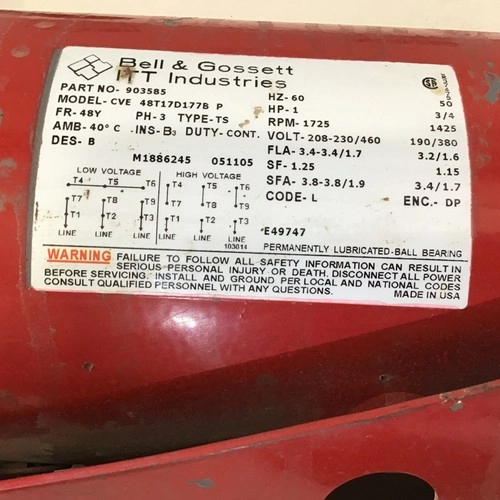 Bell & Gossett
ITT Industries
PART NO- 903585
MODEL-CVE 48T17D177B P
FR-48Y PH-3 TYPE-TS
AMB-40° C INS-B3 DUTY-CONT.
DES- B
M1886245 051105
HZ-60 50
HP-1 3/4
RPM-1725 1425
VOLT-208-230/460 190/380
FLA-3.4-3.4/1.7 3.2/1.6
SF-1.25 1.15
SFA-3.8-3.8/1.9 3.4/1.7
CODE-L ENC.-DP
LOW VOLTAGE HIGH VOLTAGE
T4 T5 T6 T4 T5 T6
T7 T8 T9 T7 T8 T9
T1 T2 T3 T1 T2 T3
LINE LINE LINE LINE LINE LINE
103814
E49747
PERMANENTLY LUBRICATED-BALL BEARING
WARNING FAILURE TO FOLLOW ALL SAFETY INFORMATION CAN RESULT IN
SERIOUS PERSONAL INJURY OR DEATH. DISCONNECT ALL POWER
BEFORE SERVICING. INSTALL AND GROUND PER LOCAL AND NATIONAL CODES
CONSULT QUALIFIED PERSONNEL WITH ANY QUESTIONS. MADE IN USA